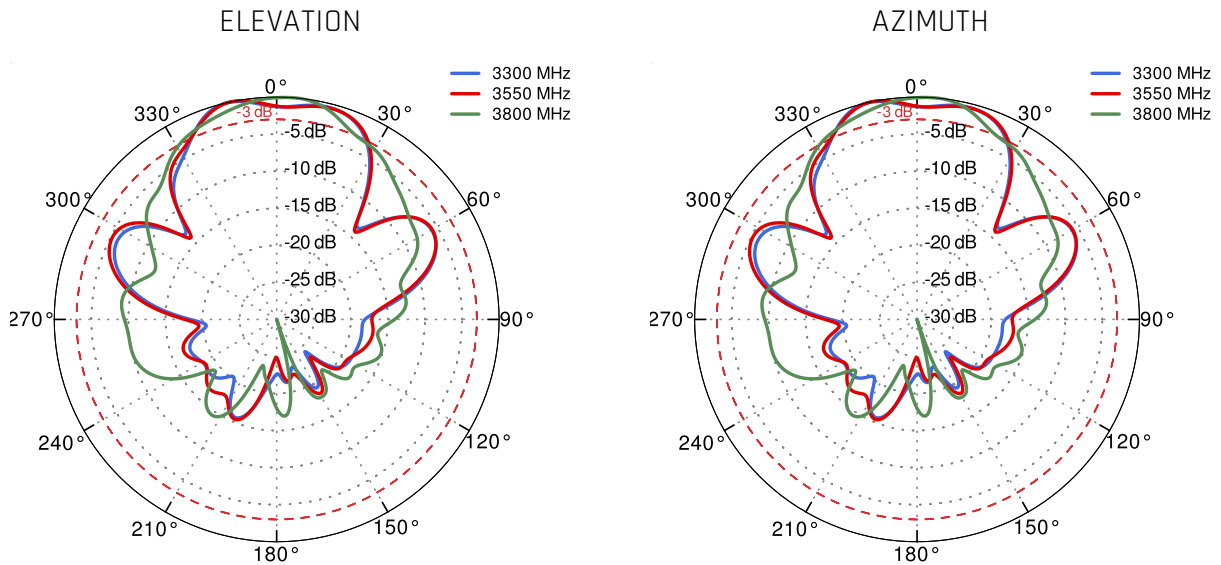 ELEVATION
3300 MHz
3550 MHz
3800 MHz
0°
330°
30°
-3 dB
-5 dB
-10 dB
300°
60°
-15 dB
-20 dB
-25 dB
270°
-30 dB
90°
240°
120°
210°
150°
180°
AZIMUTH
3300 MHz
3550 MHz
3800 MHz
0°
330°
30°
-3 dB
-5 dB
-10 dB
300°
60°
-15 dB
-20 dB
-25 dB
270°
-30 dB
90°
240°
120°
210°
150°
180°